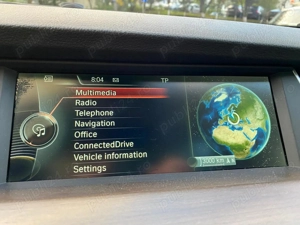 8:04 TP
Multimedia
Radio
Telephone
Navigation
Office
ConnectedDrive
Vehicle information
Settings